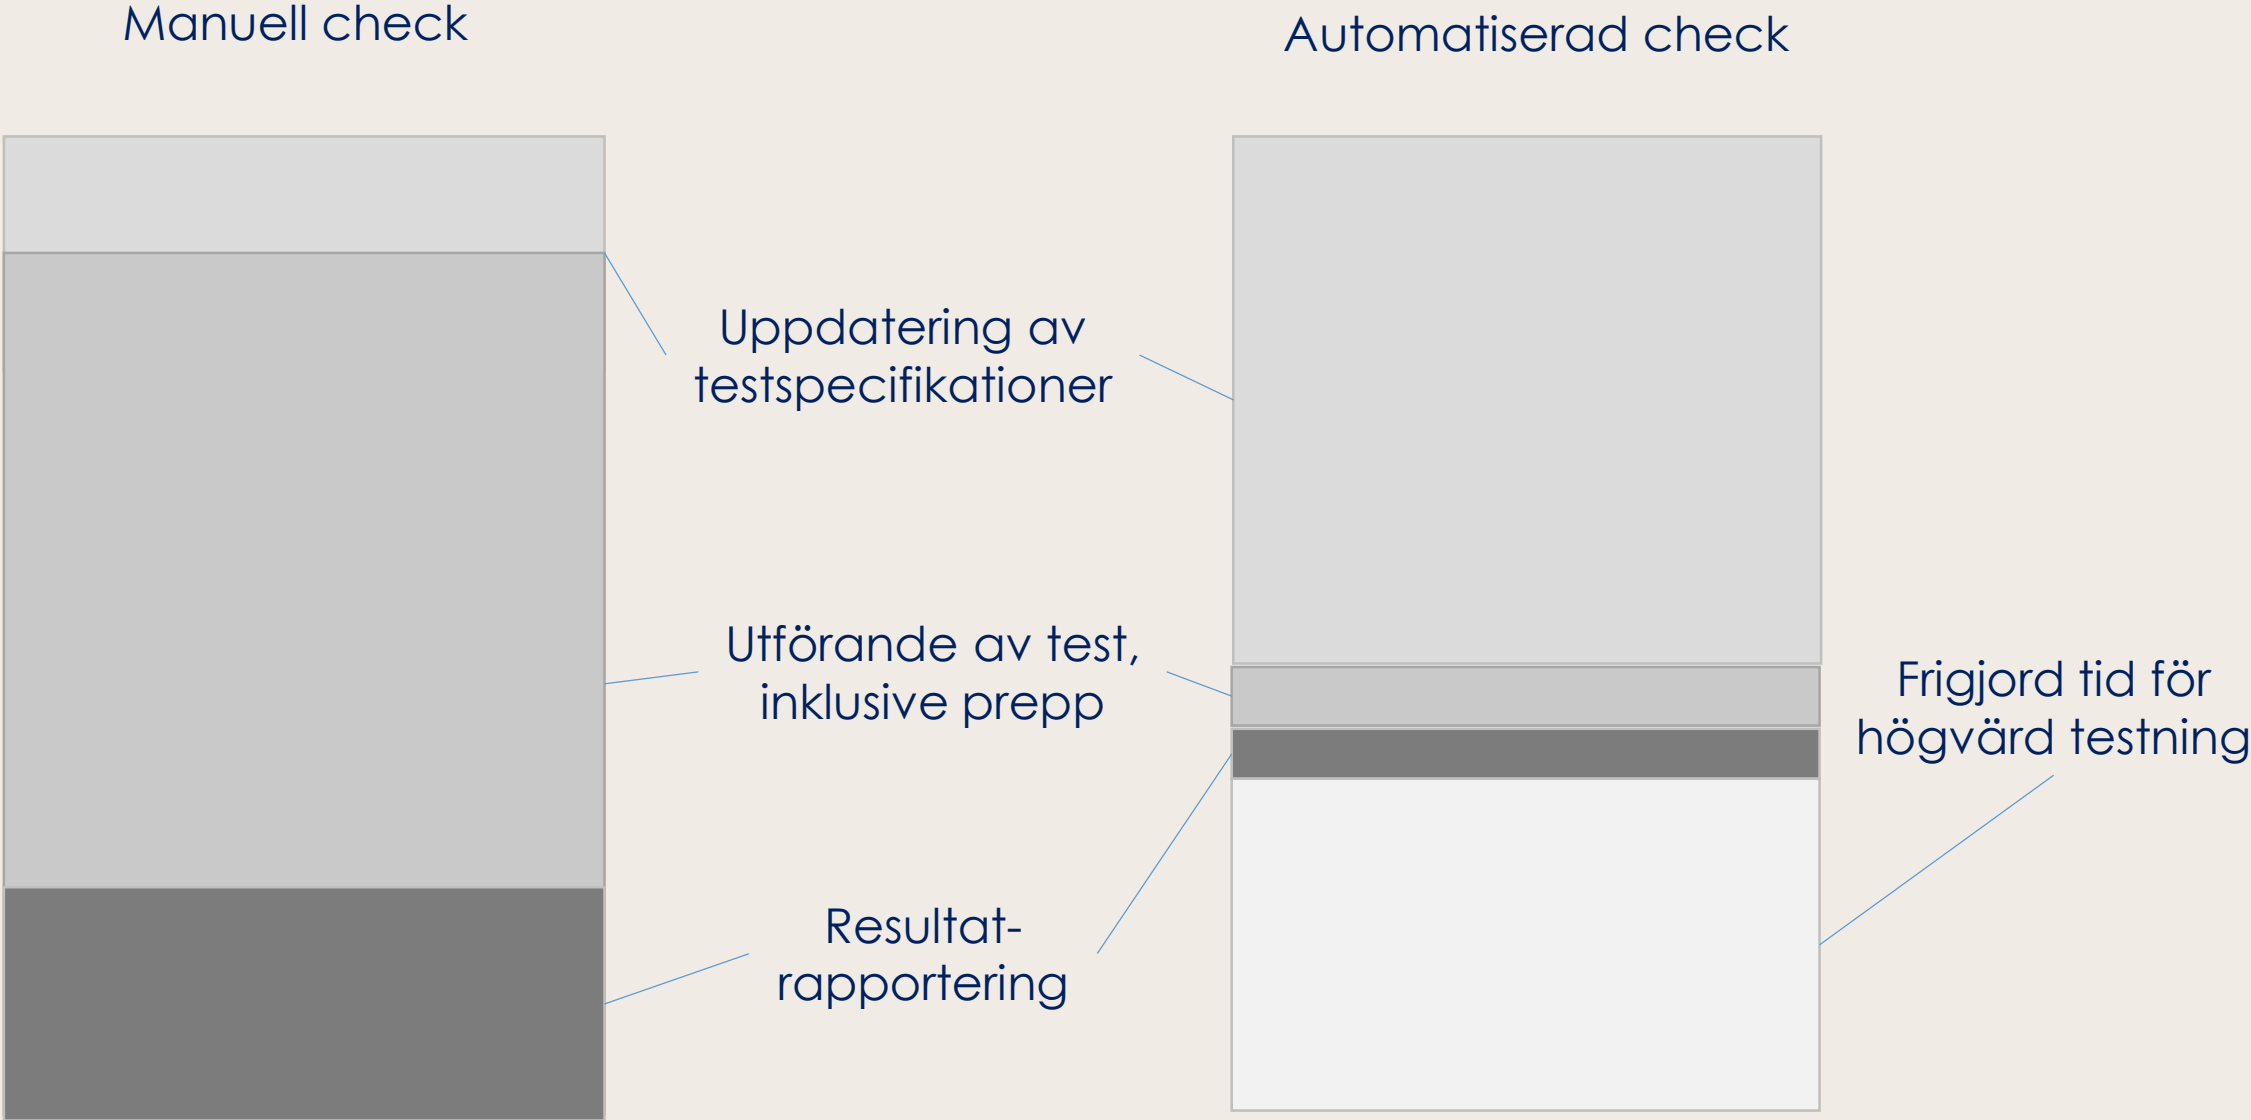 Manuell check
Automatiserad check
Uppdatering av
testspecifikationer
Utförande av test,
inklusive prepp
Frigjord tid för
högvärd testning
Resultat-
rapportering